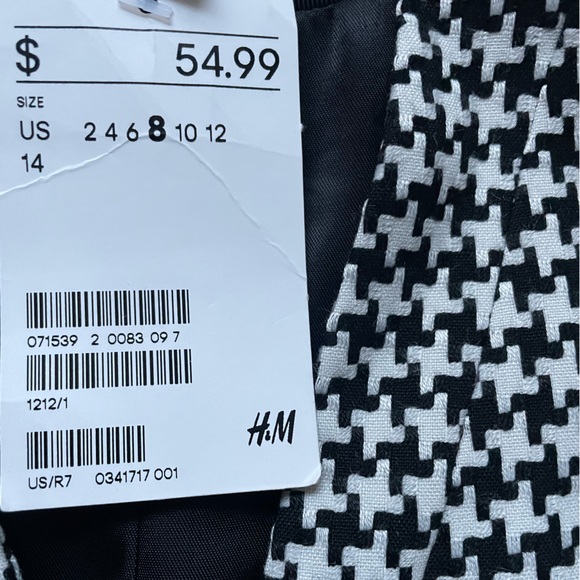 $ 54.99
SIZE
US 2 4 6 8 10 12
14
071539 2 0083 09 7
1212/1
H&M
US/R7 0341717 001